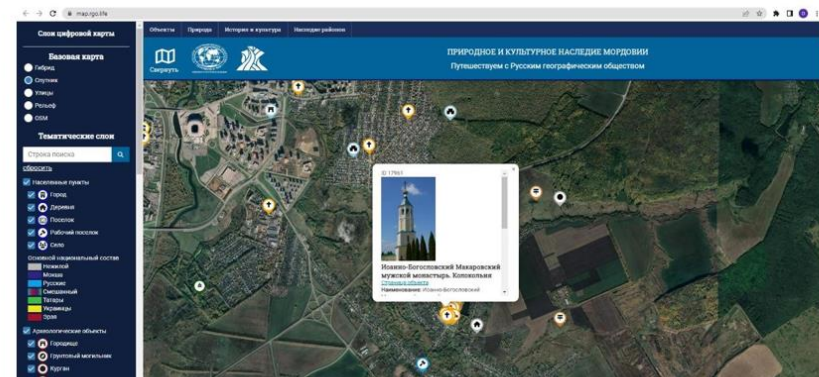 map.rgo.life
Слои цифровой карты
Базовая карта
Гибрид
Спутник
Улицы
Рельеф
OSM
Тематические слои
Строка поиска
сбросить
Населенные пункты
Город
Деревня
Поселок
Рабочий поселок
Село
Основной национальный состав
Нежилой
Мокша
Русские
Смешанный
Татары
Украинцы
Эрзя
Археологические объекты
Городище
Грунтовый могильник
Курган
Объекты Природа История и культура Наследие районов
Свернуть
ПРИРОДНОЕ И КУЛЬТУРНОЕ НАСЛЕДИЕ МОРДОВИИ
Путешествуем с Русским географическим обществом
ID 17961
Иоанно-Богословский Макаровский
мужской монастырь. Колокольня
Страница объекта
Наименование: Иоанно-Богословский